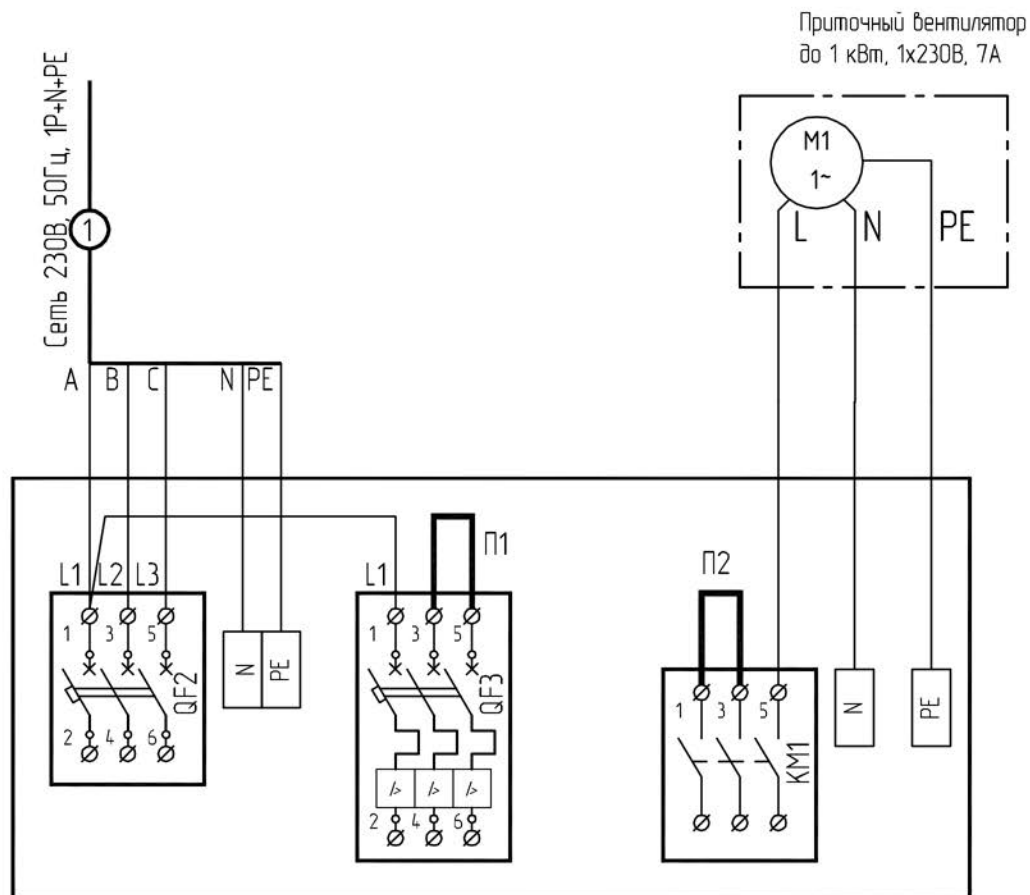 Приточный вентилятор
до 1 кВт, 1х230В, 7А
Сеть 230В, 50Гц, 1P+N+PE
1
M1
1~
L N PE
A B C N PE
L1 L2 L3
1 3 5
2 4 6
QF2
N
PE
L1
П1
1 3 5
I> I> I>
2 4 6
QF3
П2
1 3 5
KM1
N
PE